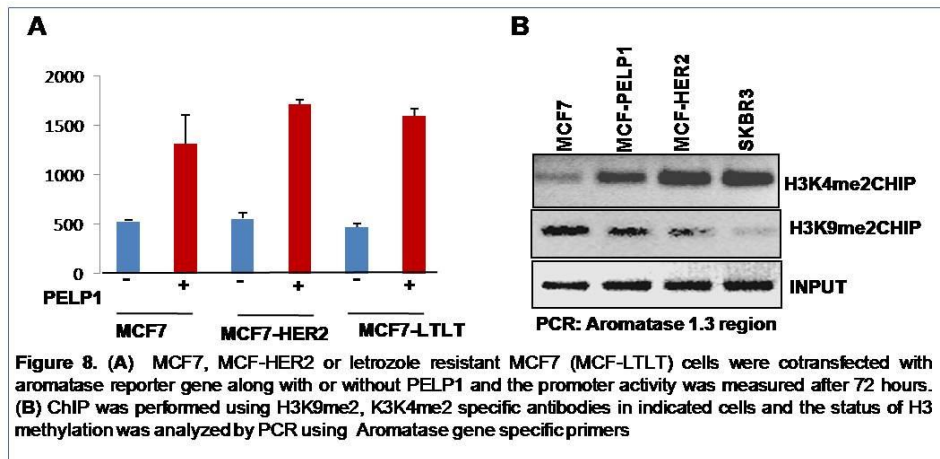 A
2000
1500
1000
500
0
- + - + - +
PELP1
MCF7 MCF7-HER2 MCF7-LTLT
B
MCF7 MCF-PELP1 MCF-HER2 SKBR3
H3K4me2CHIP
H3K9me2CHIP
INPUT
PCR: Aromatase 1.3 region
Figure 8. (A) MCF7, MCF-HER2 or letrozole resistant MCF7 (MCF-LTLT) cells were cotransfected with
aromatase reporter gene along with or without PELP1 and the promoter activity was measured after 72 hours.
(B) ChIP was performed using H3K9me2, K3K4me2 specific antibodies in indicated cells and the status of H3
methylation was analyzed by PCR using Aromatase gene specific primers